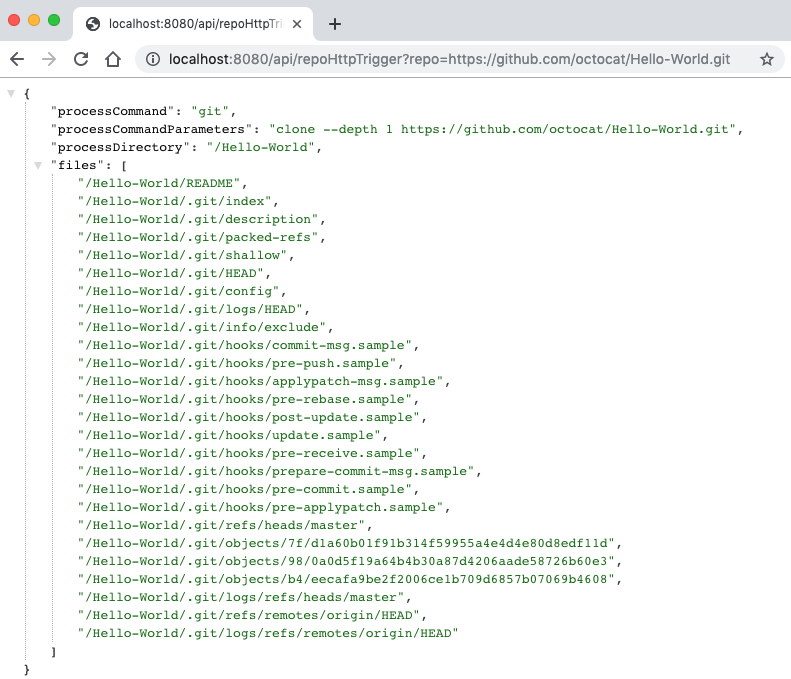 localhost:8080/api/repoHttpTri
localhost:8080/api/repoHttpTrigger?repo=https://github.com/octocat/Hello-World.git
{
"processCommand": "git",
"processCommandParameters": "clone --depth 1 https://github.com/octocat/Hello-World.git",
"processDirectory": "/Hello-World",
"files": [
"/Hello-World/README",
"/Hello-World/.git/index",
"/Hello-World/.git/description",
"/Hello-World/.git/packed-refs",
"/Hello-World/.git/shallow",
"/Hello-World/.git/HEAD",
"/Hello-World/.git/config",
"/Hello-World/.git/logs/HEAD",
"/Hello-World/.git/info/exclude",
"/Hello-World/.git/hooks/commit-msg.sample",
"/Hello-World/.git/hooks/pre-push.sample",
"/Hello-World/.git/hooks/applypatch-msg.sample",
"/Hello-World/.git/hooks/pre-rebase.sample",
"/Hello-World/.git/hooks/post-update.sample",
"/Hello-World/.git/hooks/update.sample",
"/Hello-World/.git/hooks/pre-receive.sample",
"/Hello-World/.git/hooks/prepare-commit-msg.sample",
"/Hello-World/.git/hooks/pre-commit.sample",
"/Hello-World/.git/hooks/pre-applypatch.sample",
"/Hello-World/.git/refs/heads/master",
"/Hello-World/.git/objects/7f/d1a60b01f91b314f59955a4e4d4e80d8edf11d",
"/Hello-World/.git/objects/98/0a0d5f19a64b4b30a87d4206aade58726b60e3",
"/Hello-World/.git/objects/b4/eecafa9be2f2006ce1b709d6857b07069b4608",
"/Hello-World/.git/logs/refs/heads/master",
"/Hello-World/.git/refs/remotes/origin/HEAD",
"/Hello-World/.git/logs/refs/remotes/origin/HEAD"
]
}